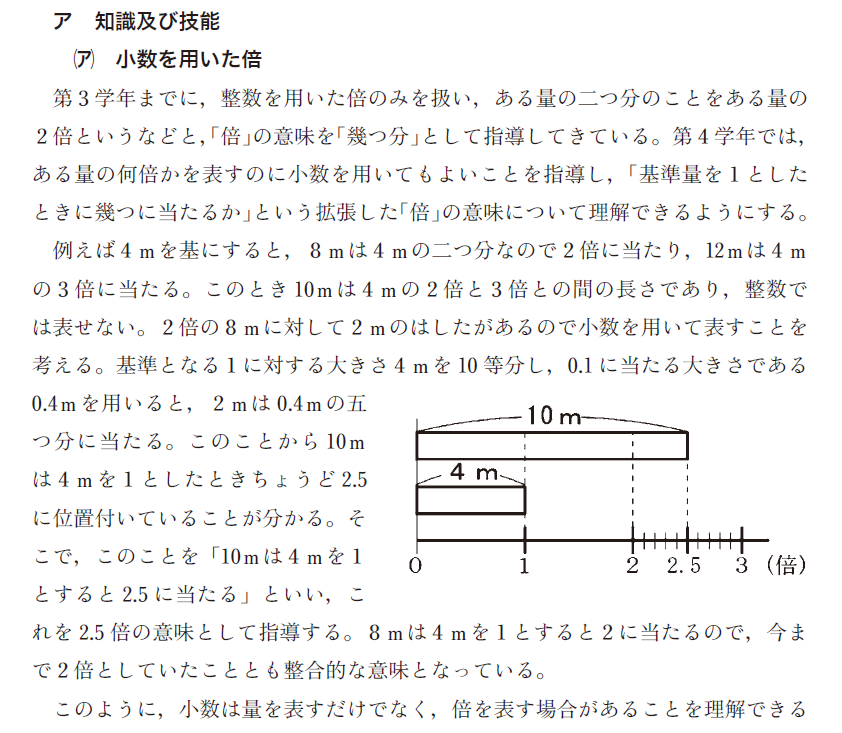 ア　知識及び技能
㋐　小数を用いた倍
第３学年までに，整数を用いた倍のみを扱い，ある量の二つ分のことをある量の
２倍というなどと，「倍」の意味を「幾つ分」として指導してきている。第４学年では，
ある量の何倍かを表すのに小数を用いてもよいことを指導し，「基準量を１とした
ときに幾つに当たるか」という拡張した「倍」の意味について理解できるようにする。
例えば４ｍを基にすると，８ｍは４ｍの二つ分なので２倍に当たり，12ｍは４ｍ
の３倍に当たる。このとき10ｍは４ｍの２倍と３倍との間の長さであり，整数で
は表せない。２倍の８ｍに対して２ｍのはしたがあるので小数を用いて表すことを
考える。基準となる１に対する大きさ４ｍを10等分し，0.1に当たる大きさである
0.4ｍを用いると，２ｍは0.4ｍの五
つ分に当たる。このことから10ｍ
は４ｍを１としたときちょうど2.5
に位置付いていることが分かる。そ
こで，このことを「10ｍは４ｍを１
とすると2.5に当たる」といい，こ
れを2.5倍の意味として指導する。８ｍは４ｍを１とすると２に当たるので，今ま
で２倍としていたこととも整合的な意味となっている。
このように，小数は量を表すだけでなく，倍を表す場合があることを理解できる
10 m
4 m
0 1 2 2.5 3 （倍）